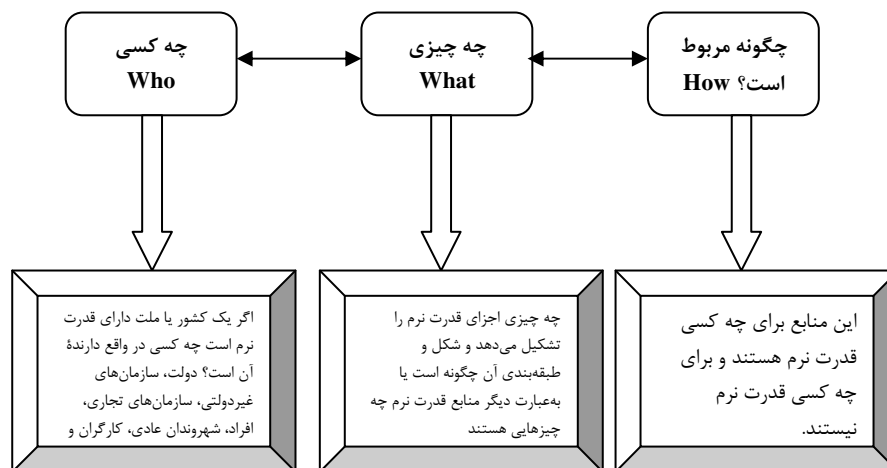 چگونه مربوط
است؟ How
چه چیزی
What
چه کسی
Who
این منابع برای چه کسی
قدرت نرم هستند و برای
چه کسی قدرت نرم
نیستند.
چه چیزی اجزای قدرت نرم را
تشکیل می‌دهد و شکل و
طبقه‌بندی آن چگونه است یا
به‌عبارت دیگر منابع قدرت نرم چه
چیزهایی هستند
اگر یک کشور یا ملت دارای قدرت
نرم است چه کسی در واقع دارندۀ
آن است؟ دولت، سازمان‌های
غیردولتی، سازمان‌های تجاری،
افراد، شهروندان عادی، کارگران و